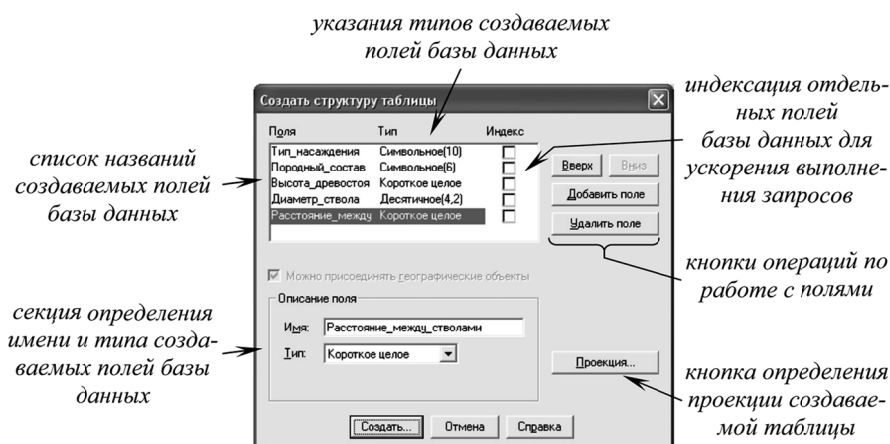 указания типов создаваемых
полей базы данных
список названий
создаваемых полей
базы данных
секция определения
имени и типа созда-
ваемых полей базы
данных
Создать структуру таблицы
Поля Тип Индекс
Тип_насаждения Символьное(10)
Породный_состав Символьное(6)
Высота_древостоя Короткое целое
Диаметр_ствола Десятичное(4,2)
Расстояние_между Короткое целое
Вверх Вниз
Добавить поле
Удалить поле
Можно присоединять географические объекты
Описание поля
Имя: Расстояние_между_стволами
Тип: Короткое целое
Проекция...
Создать... Отмена Справка
индексация отдель-
ных полей
базы данных для
ускорения выполне-
ния запросов
кнопки операций по
работе с полями
кнопка определения
проекции создавае-
мой таблицы